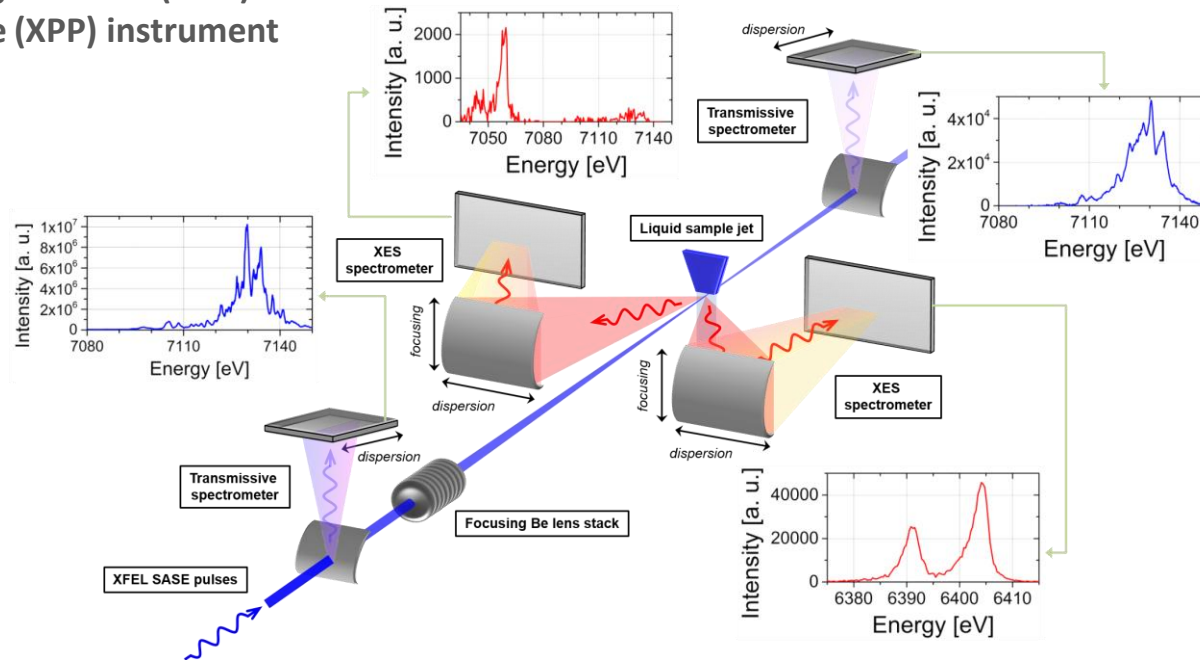 e (XPP) instrument
Intensity [a. u.]
2000
1000
0
7050
7080
7110
7140
Energy [eV]
dispersion
Transmissive
spectrometer
Intensity [a. u.]
4x10⁴
2x10⁴
0
7080
7110
7140
Energy [eV]
Intensity [a. u.]
1x10⁷
8x10⁶
6x10⁶
4x10⁶
2x10⁶
0
7080
7110
7140
Energy [eV]
XES
spectrometer
Liquid sample jet
focusing
dispersion
focusing
dispersion
XES
spectrometer
dispersion
Transmissive
spectrometer
Focusing Be lens stack
XFEL SASE pulses
Intensity [a. u.]
40000
20000
0
6380
6390
6400
6410
Energy [eV]